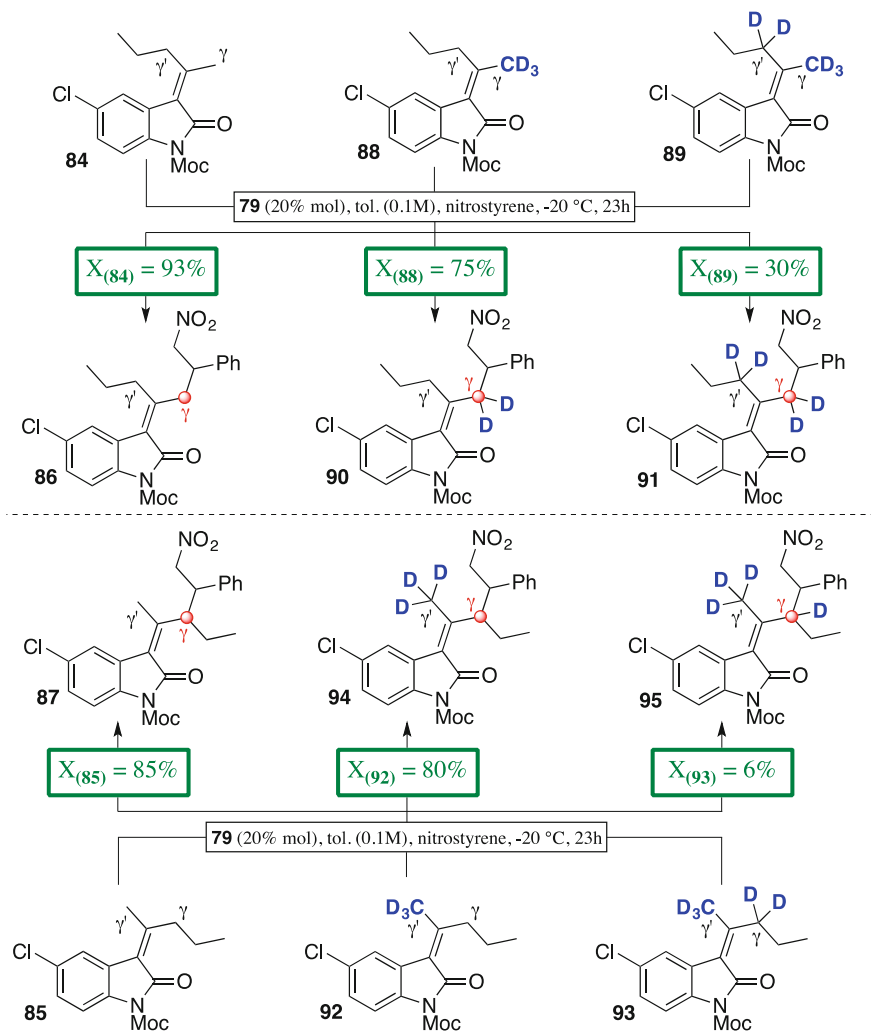 γ' γ
Cl O N Moc
84
γ' γ CD3
Cl O N Moc
88
D D γ' γ CD3
Cl O N Moc
89
79 (20% mol), tol. (0.1M), nitrostyrene, -20 °C, 23h
X(84) = 93%
X(88) = 75%
X(89) = 30%
NO2 Ph γ' γ
Cl O N Moc
86
NO2 Ph γ' γ D D
Cl O N Moc
90
NO2 D D Ph γ' γ D D
Cl O N Moc
91
NO2 Ph γ' γ
Cl O N Moc
87
NO2 D D D Ph γ' γ
Cl O N Moc
94
NO2 D D D Ph γ' γ D
Cl O N Moc
95
X(85) = 85%
X(92) = 80%
X(93) = 6%
79 (20% mol), tol. (0.1M), nitrostyrene, -20 °C, 23h
γ' γ
Cl O N Moc
85
D3C γ' γ
Cl O N Moc
92
D3C D D γ' γ
Cl O N Moc
93